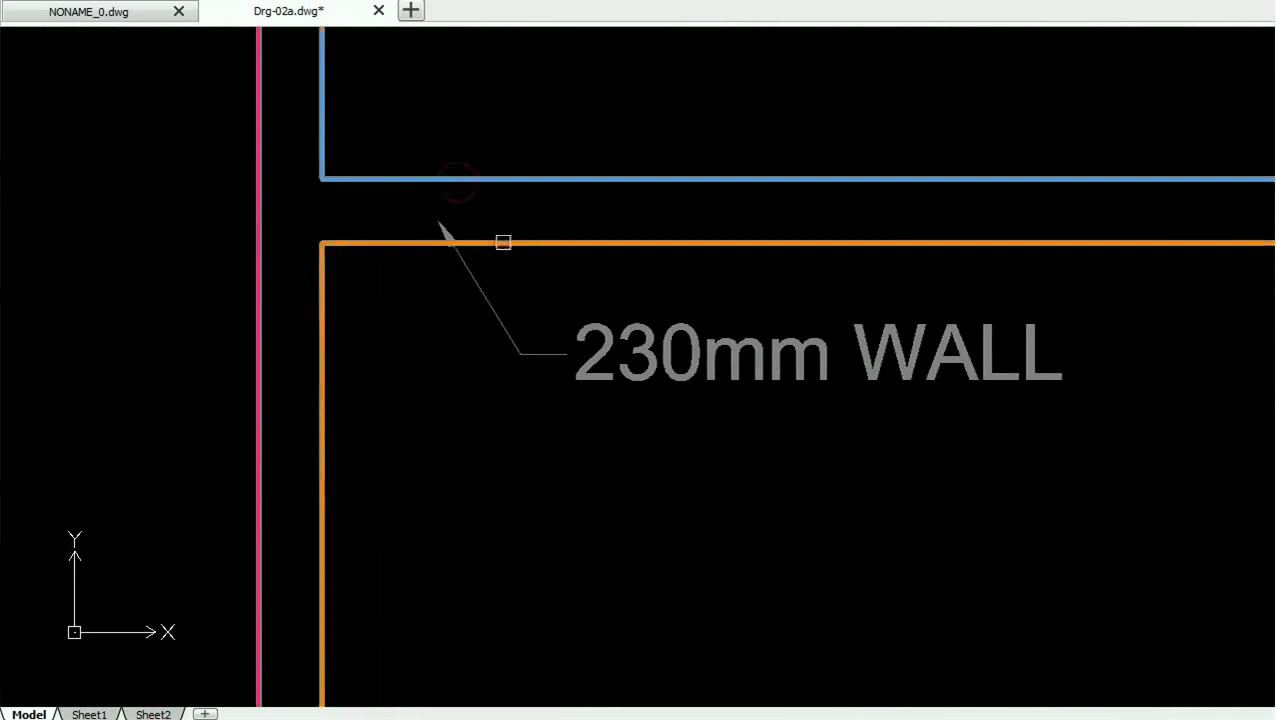 NONAME_0.dwg
Drg-02a.dwg*
230mm WALL
Y
X
Model Sheet1 Sheet2